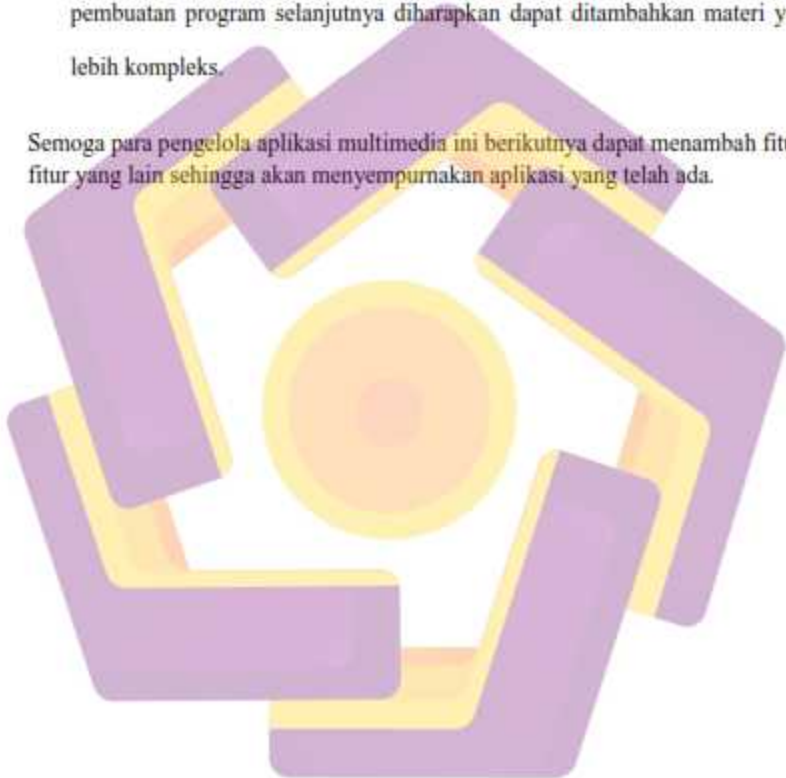 pembuatan program selanjutnya diharapkan dapat ditambahkan materi y
lebih kompleks.
Semoga para pengelola aplikasi multimedia ini berikutnya dapat menambah fitu
fitur yang lain sehingga akan menyempurnakan aplikasi yang telah ada.